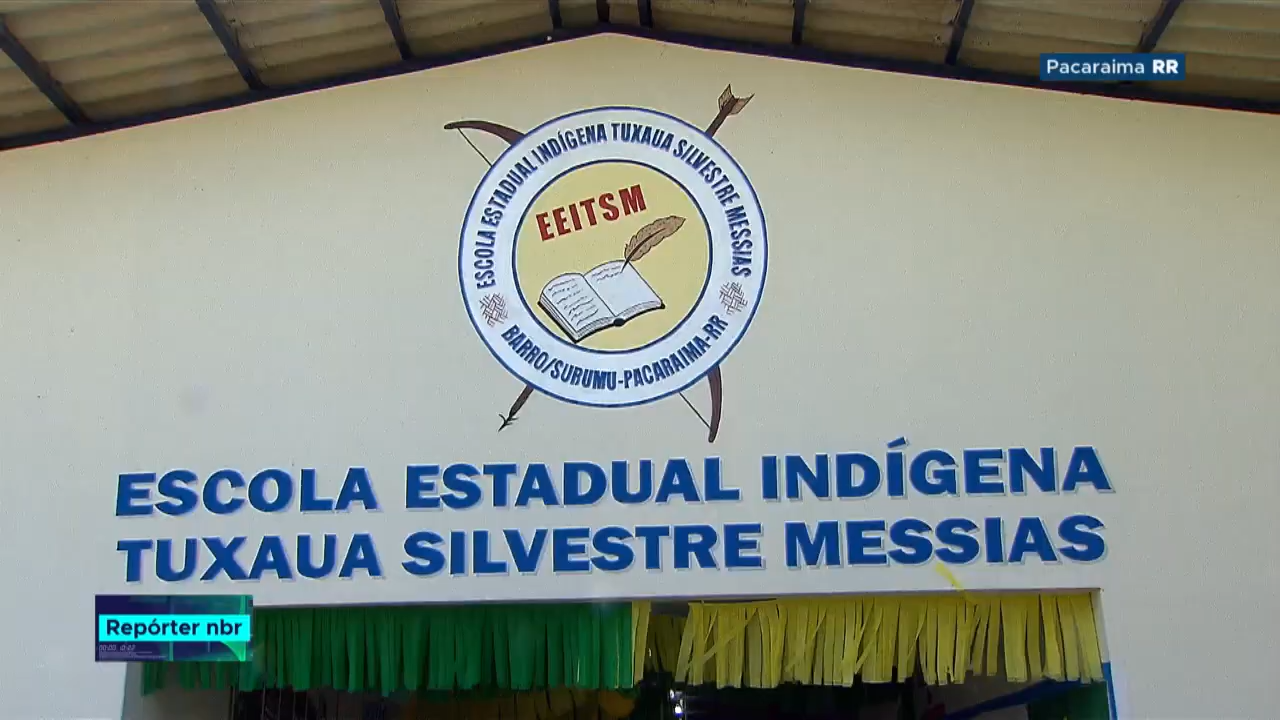 Pacaraima RR
ESCOLA ESTADUAL INDÍGENA TUXAUA SILVESTRE MESSIAS
EEITSM
BARRO/SURUMU-PACARAIMA-RR
ESCOLA ESTADUAL INDÍGENA
TUXAUA SILVESTRE MESSIAS
Repórter nbr